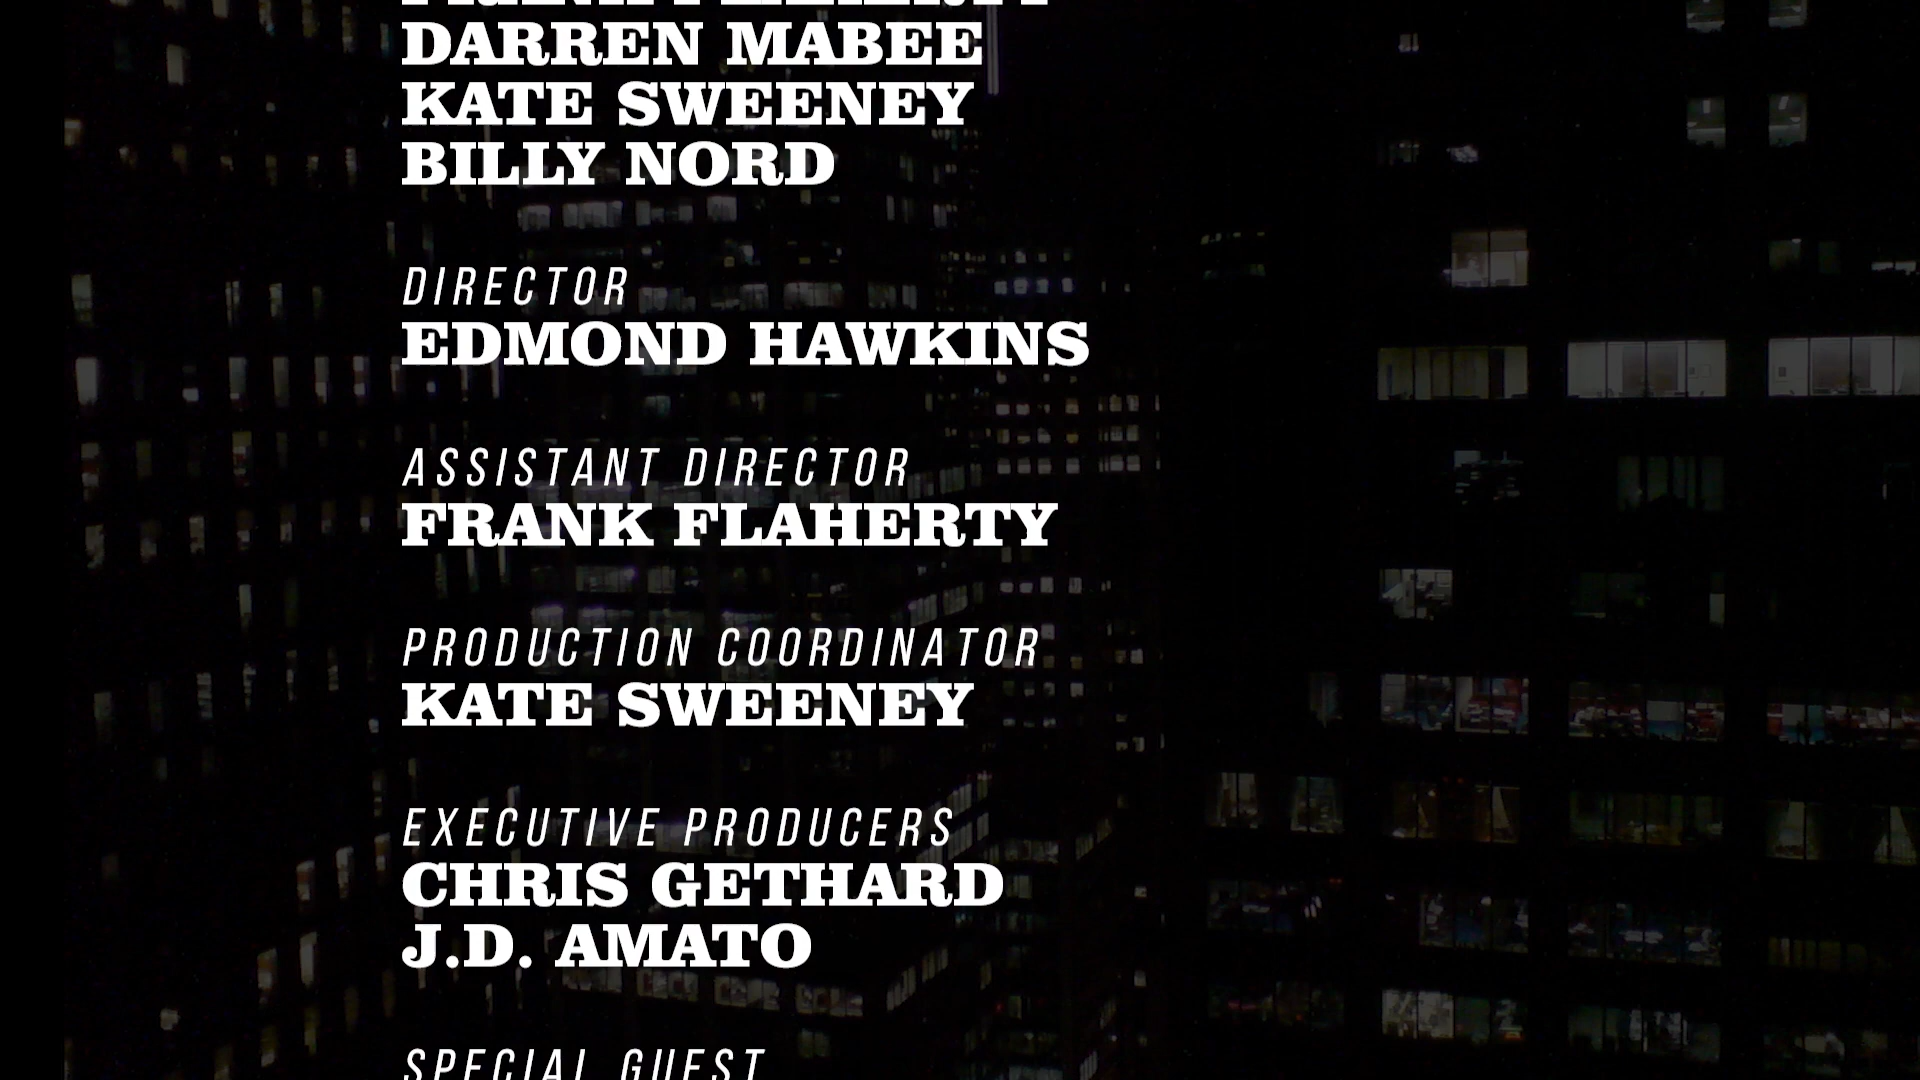 DARREN MABEE
KATE SWEENEY
BILLY NORD
DIRECTOR
EDMOND HAWKINS
ASSISTANT DIRECTOR
FRANK FLAHERTY
PRODUCTION COORDINATOR
KATE SWEENEY
EXECUTIVE PRODUCERS
CHRIS GETHARD
J.D. AMATO
SPECIAL GUEST